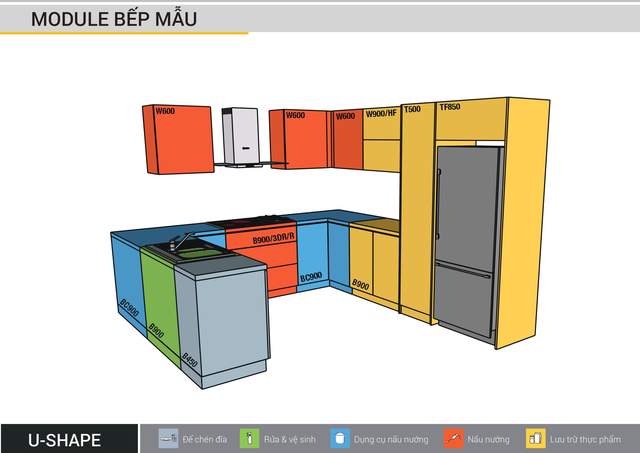 MODULE BẾP MẪU
W600
W600
W600
W900/HF
T500
TF850
B900/3DR/R
BC900
B900
BC900
B900
B450
U-SHAPE
Để chén đĩa
Rửa & vệ sinh
Dụng cụ nấu nướng
Nấu nướng
Lưu trữ thực phẩm